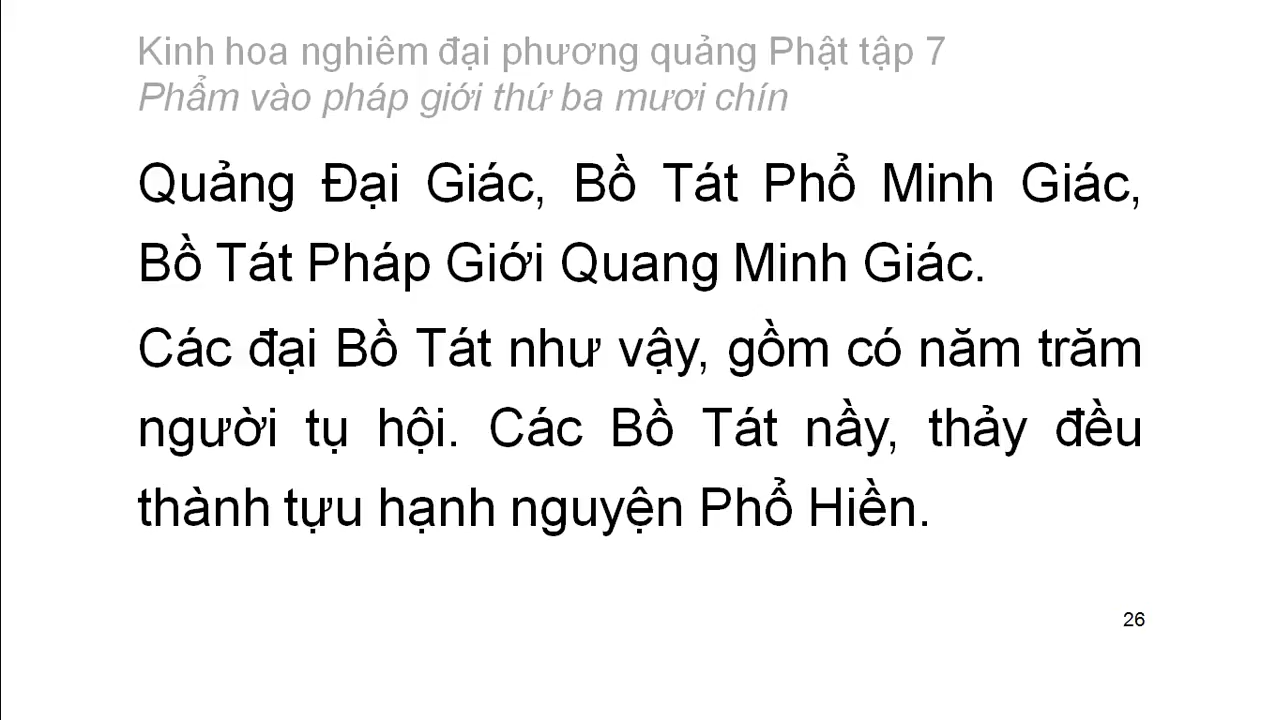 Kinh hoa nghiêm đại phương quảng Phật tập 7
Phẩm vào pháp giới thứ ba mươi chín
Quảng Đại Giác, Bồ Tát Phổ Minh Giác,
Bồ Tát Pháp Giới Quang Minh Giác.
Các đại Bồ Tát như vậy, gồm có năm trăm
người tụ hội. Các Bồ Tát nầy, thảy đều
thành tựu hạnh nguyện Phổ Hiền.
26